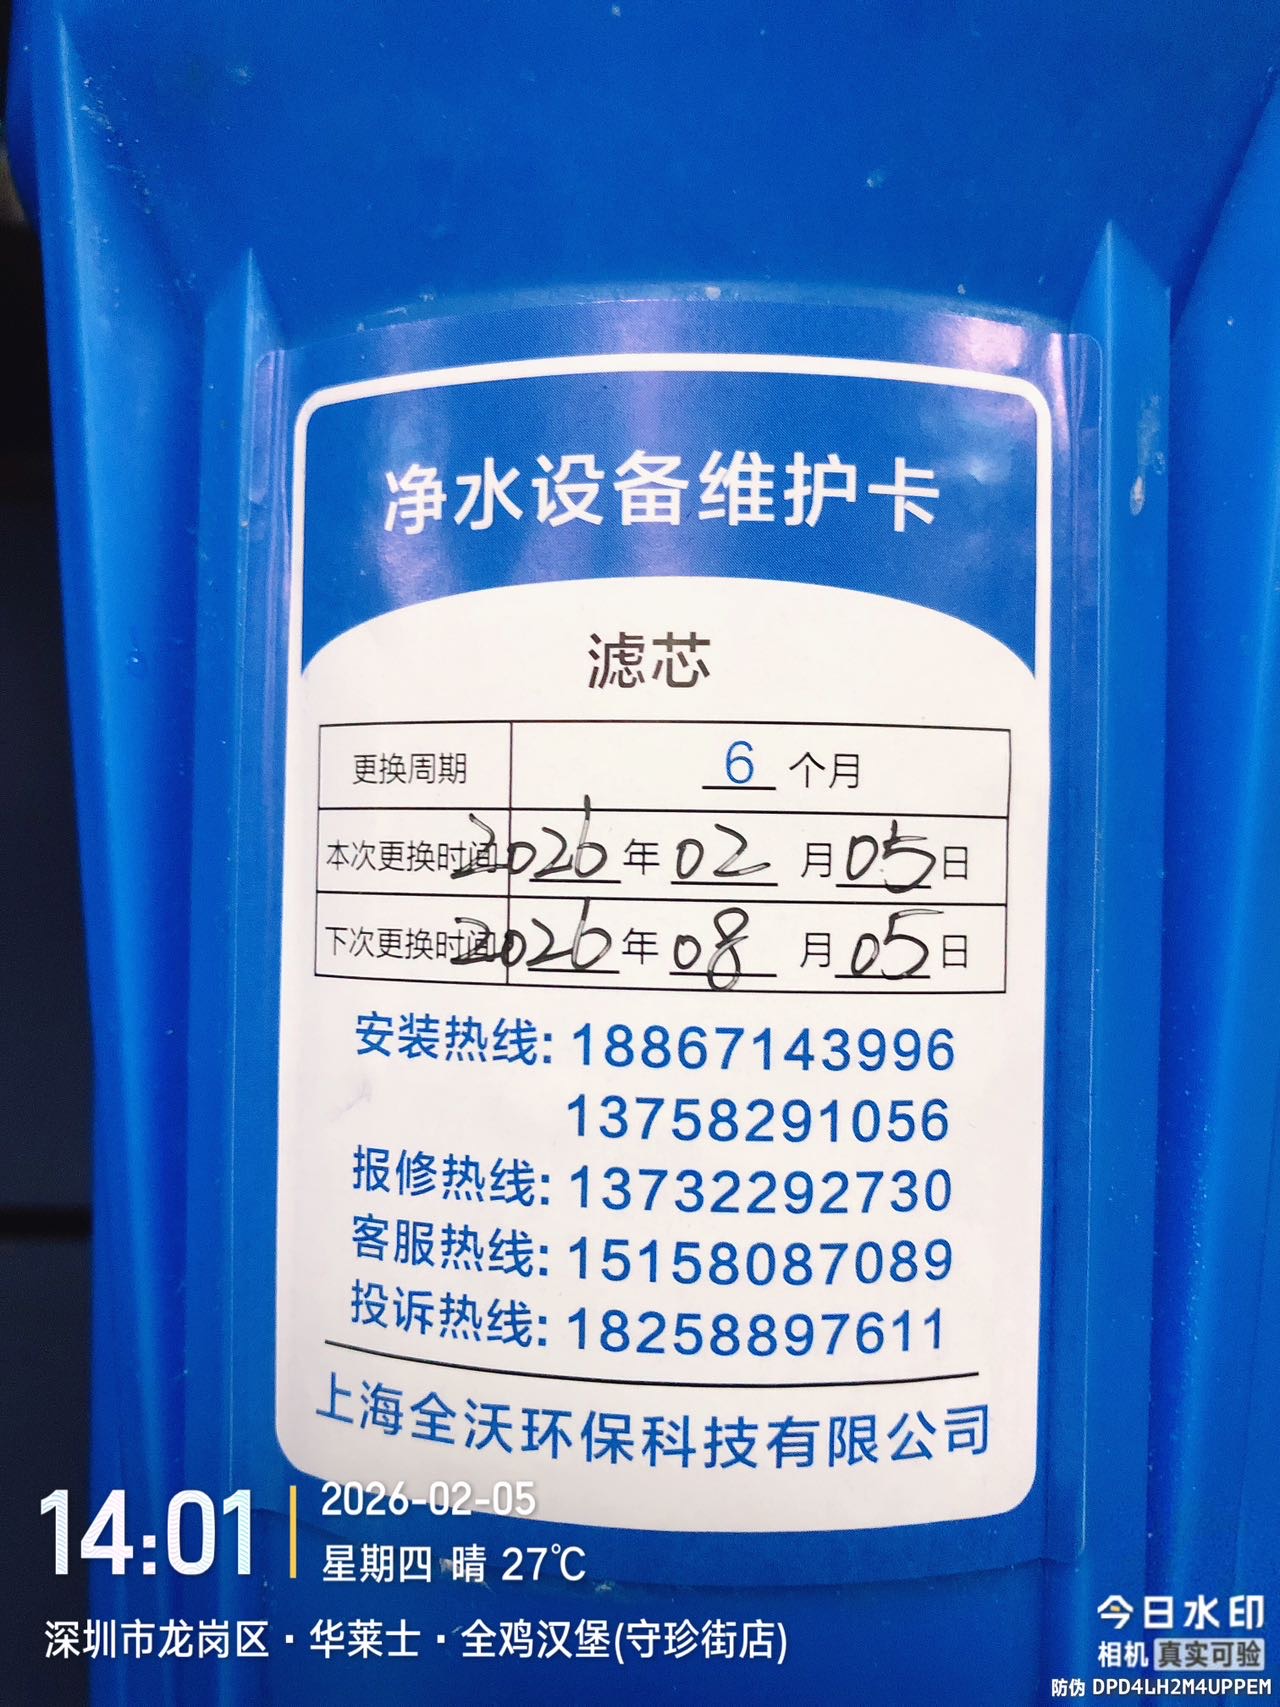 净水设备维护卡
滤芯
更换周期 6 个月
本次更换时间 2026 年 02 月 05 日
下次更换时间 2026 年 08 月 05 日
安装热线: 18867143996
13758291056
报修热线: 13732292730
客服热线: 15158087089
投诉热线: 18258897611
上海全沃环保科技有限公司
14:01
2026-02-05
星期四 晴 27℃
深圳市龙岗区·华莱士·全鸡汉堡(守珍街店)
今日水印
相机 真实可验
防伪 DPD4LH2M4UPPEM